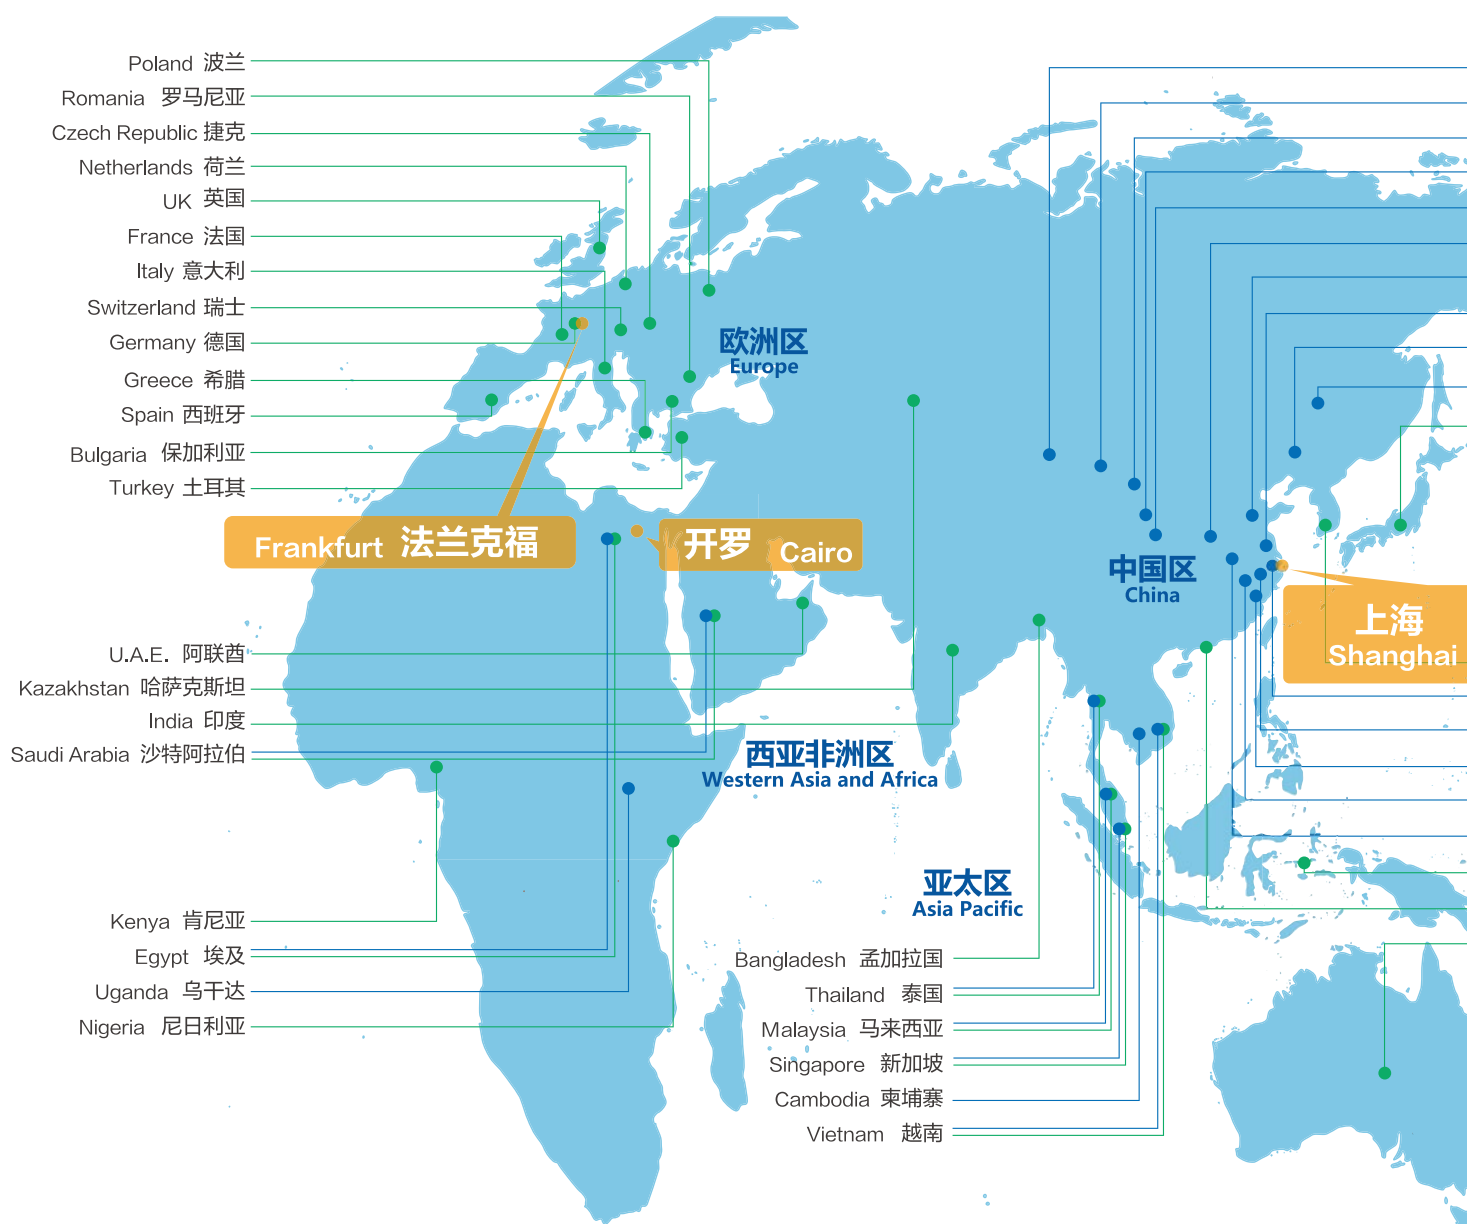 Poland 波兰
Romania 罗马尼亚
Czech Republic 捷克
Netherlands 荷兰
UK 英国
France 法国
Italy 意大利
Switzerland 瑞士
Germany 德国
Greece 希腊
Spain 西班牙
Bulgaria 保加利亚
Turkey 土耳其
欧洲区
Europe
Frankfurt 法兰克福
开罗 Cairo
中国区
China
上海
Shanghai
U.A.E. 阿联酋
Kazakhstan 哈萨克斯坦
India 印度
Saudi Arabia 沙特阿拉伯
西亚非洲区
Western Asia and Africa
亚太区
Asia Pacific
Kenya 肯尼亚
Egypt 埃及
Uganda 乌干达
Nigeria 尼日利亚
Bangladesh 孟加拉国
Thailand 泰国
Malaysia 马来西亚
Singapore 新加坡
Cambodia 柬埔寨
Vietnam 越南